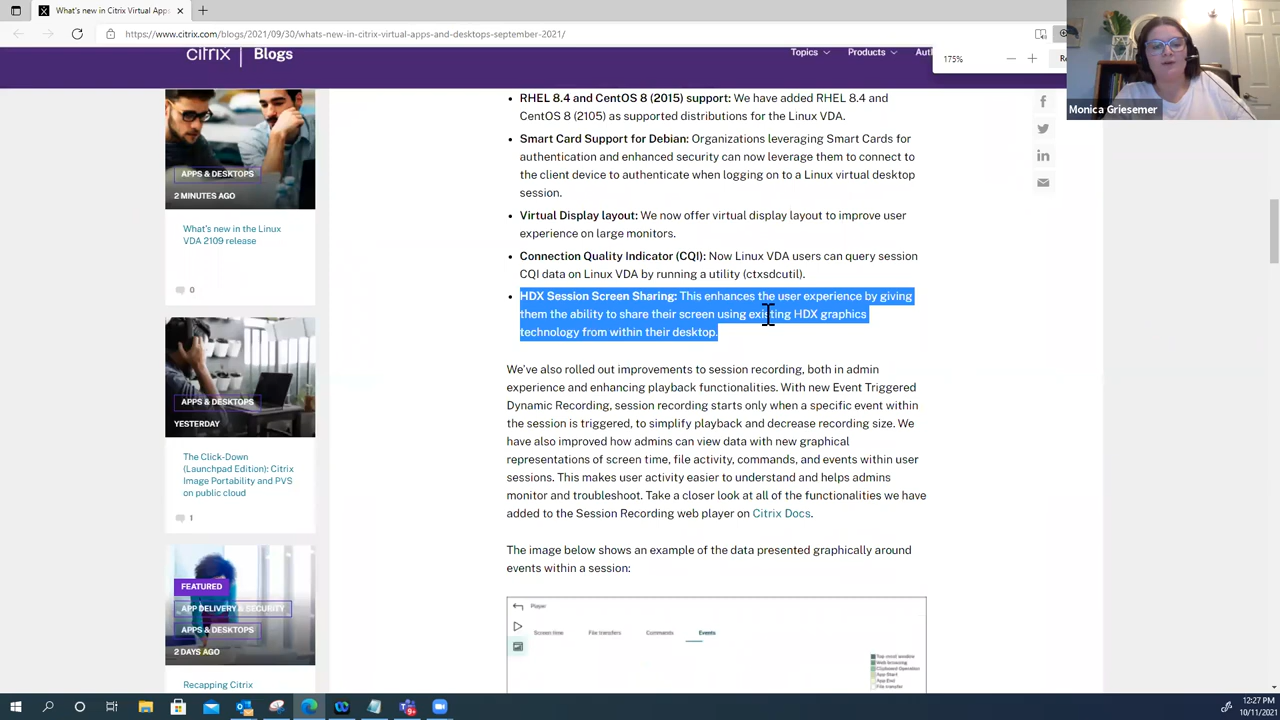 What's new in Citrix Virtual Apps
https://www.citrix.com/blogs/2021/09/30/whats-new-in-citrix-virtual-apps-and-desktops-september-2021/
175%
Monica Griesemer
citrix | Blogs
Topics
Products
RHEL 8.4 and CentOS 8 (2015) support: We have added RHEL 8.4 and
CentOS 8 (2105) as supported distributions for the Linux VDA.
Smart Card Support for Debian: Organizations leveraging Smart Cards for
authentication and enhanced security can now leverage them to connect to
the client device to authenticate when logging on to a Linux virtual desktop
session.
Virtual Display layout: We now offer virtual display layout to improve user
experience on large monitors.
Connection Quality Indicator (CQI): Now Linux VDA users can query session
CQI data on Linux VDA by running a utility (ctxsdcutil).
HDX Session Screen Sharing: This enhances the user experience by giving
them the ability to share their screen using existing HDX graphics
technology from within their desktop.
We've also rolled out improvements to session recording, both in admin
experience and enhancing playback functionalities. With new Event Triggered
Dynamic Recording, session recording starts only when a specific event within
the session is triggered, to simplify playback and decrease recording size. We
have also improved how admins can view data with new graphical
representations of screen time, file activity, commands, and events within user
sessions. This makes user activity easier to understand and helps admins
monitor and troubleshoot. Take a closer look at all of the functionalities we have
added to the Session Recording web player on Citrix Docs.
The image below shows an example of the data presented graphically around
events within a session:
Player
Screen time
File transfers
Commands
Events
Top most window
Web browsing
Clipboard Operation
App Start
App End
File transfer
APPS & DESKTOPS
2 MINUTES AGO
What's new in the Linux
VDA 2109 release
0
APPS & DESKTOPS
YESTERDAY
The Click-Down
(Launchpad Edition): Citrix
Image Portability and PVS
on public cloud
1
FEATURED
APP DELIVERY & SECURITY
APPS & DESKTOPS
2 DAYS AGO
Recapping Citrix
12:27 PM
10/11/2021